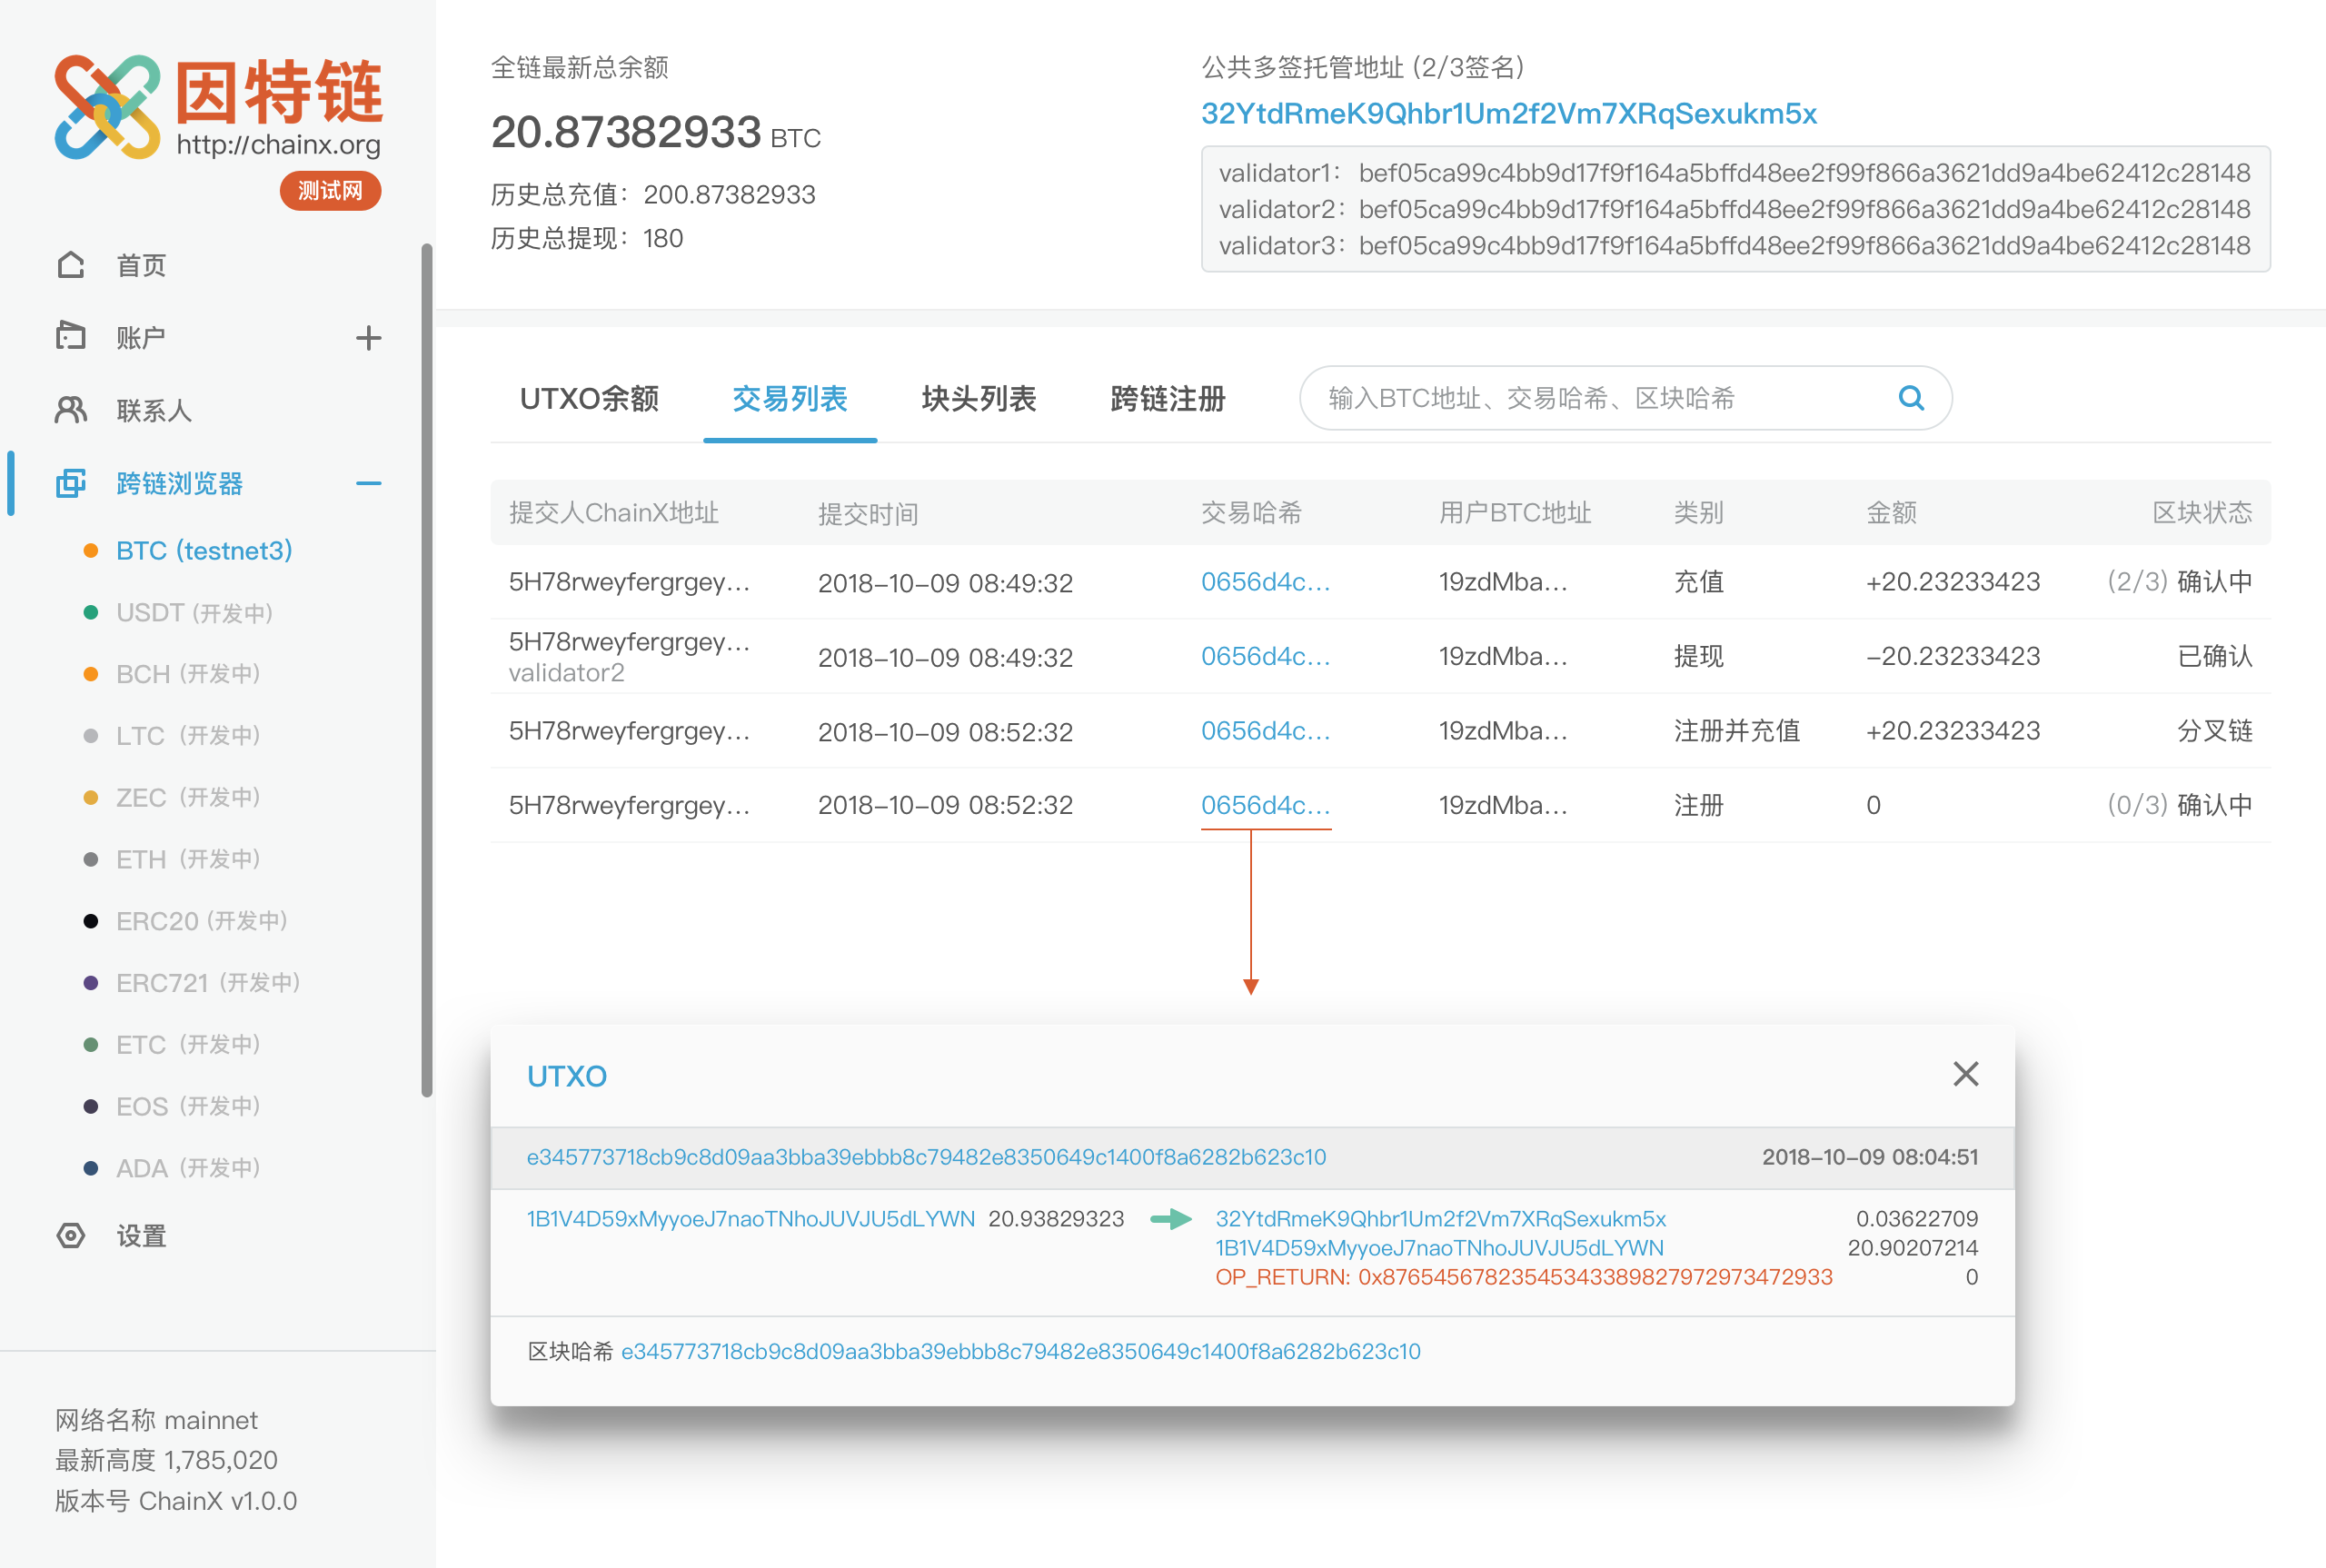 因特链
http://chainx.org
测试网
首页
账户
联系人
跨链浏览器
BTC (testnet3)
USDT (开发中)
BCH (开发中)
LTC (开发中)
ZEC (开发中)
ETH (开发中)
ERC20 (开发中)
ERC721 (开发中)
ETC (开发中)
EOS (开发中)
ADA (开发中)
设置
网络名称 mainnet
最新高度 1,785,020
版本号 ChainX v1.0.0
全链最新总余额
20.87382933 BTC
历史总充值：200.87382933
历史总提现：180
公共多签托管地址 (2/3签名)
32YtdRmeK9Qhbr1Um2f2Vm7XRqSexukm5x
validator1： bef05ca99c4bb9d17f9f164a5bffd48ee2f99f866a3621dd9a4be62412c28148
validator2：bef05ca99c4bb9d17f9f164a5bffd48ee2f99f866a3621dd9a4be62412c28148
validator3：bef05ca99c4bb9d17f9f164a5bffd48ee2f99f866a3621dd9a4be62412c28148
UTXO余额 交易列表 块头列表 跨链注册 输入BTC地址、交易哈希、区块哈希
提交人ChainX地址 提交时间 交易哈希 用户BTC地址 类别 金额 区块状态
5H78rweyfergrgey... 2018-10-09 08:49:32 0656d4c... 19zdMba... 充值 +20.23233423 (2/3) 确认中
5H78rweyfergrgey... 2018-10-09 08:49:32 0656d4c... 19zdMba... 提现 -20.23233423 已确认
validator2
5H78rweyfergrgey... 2018-10-09 08:52:32 0656d4c... 19zdMba... 注册并充值 +20.23233423 分叉链
5H78rweyfergrgey... 2018-10-09 08:52:32 0656d4c... 19zdMba... 注册 0 (0/3) 确认中
UTXO
e345773718cb9c8d09aa3bba39ebbb8c79482e8350649c1400f8a6282b623c10 2018-10-09 08:04:51
1B1V4D59xMyyoeJ7naoTNhoJUVJU5dLYWN 20.93829323 32YtdRmeK9Qhbr1Um2f2Vm7XRqSexukm5x 0.03622709
1B1V4D59xMyyoeJ7naoTNhoJUVJU5dLYWN 20.90207214
OP_RETURN: 0x87654567823545343389827972973472933 0
区块哈希 e345773718cb9c8d09aa3bba39ebbb8c79482e8350649c1400f8a6282b623c10